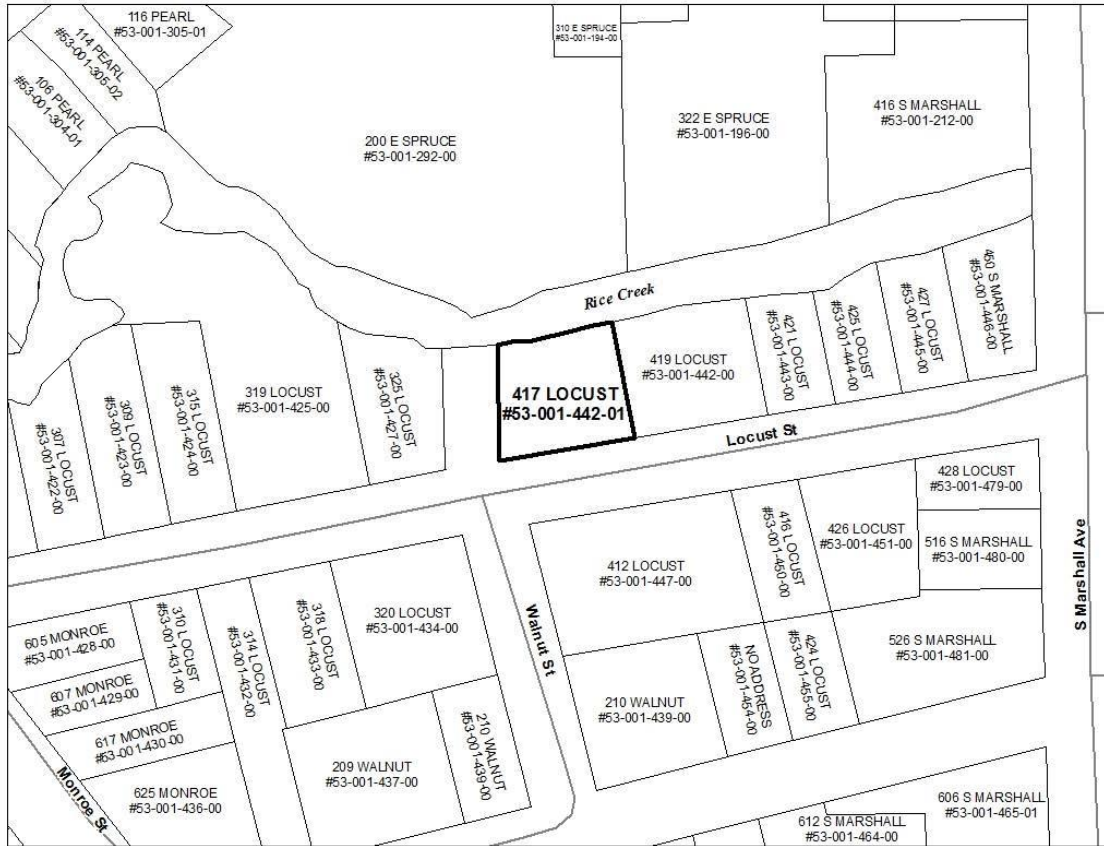 116 PEARL
#53-001-305-01
114 PEARL
#53-001-305-02
106 PEARL
#53-001-304-01
310 E SPRUCE
#53-001-194-00
200 E SPRUCE
#53-001-292-00
322 E SPRUCE
#53-001-196-00
416 S MARSHALL
#53-001-212-00
Rice Creek
307 LOCUST
#53-001-422-00
309 LOCUST
#53-001-423-00
315 LOCUST
#53-001-424-00
319 LOCUST
#53-001-425-00
325 LOCUST
#53-001-427-00
417 LOCUST
#53-001-442-01
419 LOCUST
#53-001-442-00
421 LOCUST
#53-001-443-00
425 LOCUST
#53-001-444-00
427 LOCUST
#53-001-445-00
450 S MARSHALL
#53-001-446-00
Locust St
605 MONROE
#53-001-428-00
607 MONROE
#53-001-429-00
617 MONROE
#53-001-430-00
625 MONROE
#53-001-436-00
Monroe St
310 LOCUST
#53-001-431-00
314 LOCUST
#53-001-432-00
318 LOCUST
#53-001-433-00
320 LOCUST
#53-001-434-00
209 WALNUT
#53-001-437-00
210 WALNUT
#53-001-439-00
Walnut St
412 LOCUST
#53-001-447-00
416 LOCUST
#53-001-450-00
426 LOCUST
#53-001-451-00
428 LOCUST
#53-001-479-00
516 S MARSHALL
#53-001-480-00
S Marshall Ave
210 WALNUT
#53-001-439-00
NO ADDRESS
#53-001-454-00
424 LOCUST
#53-001-455-00
526 S MARSHALL
#53-001-481-00
606 S MARSHALL
#53-001-465-01
612 S MARSHALL
#53-001-464-00